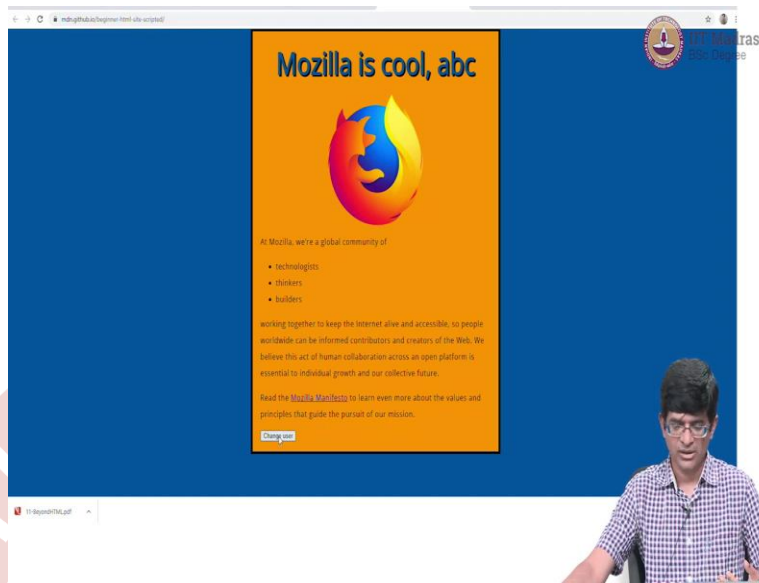 mdn.github.io/beginner-html-site-scripted/
IIT Madras
BSc Degree
Mozilla is cool, abc
At Mozilla, we're a global community of
technologists
thinkers
builders
working together to keep the Internet alive and accessible, so people
worldwide can be informed contributors and creators of the Web. We
believe this act of human collaboration across an open platform is
essential to individual growth and our collective future.
Read the Mozilla Manifesto to learn even more about the values and
principles that guide the pursuit of our mission.
Change user
11-BeyondHTML.pdf